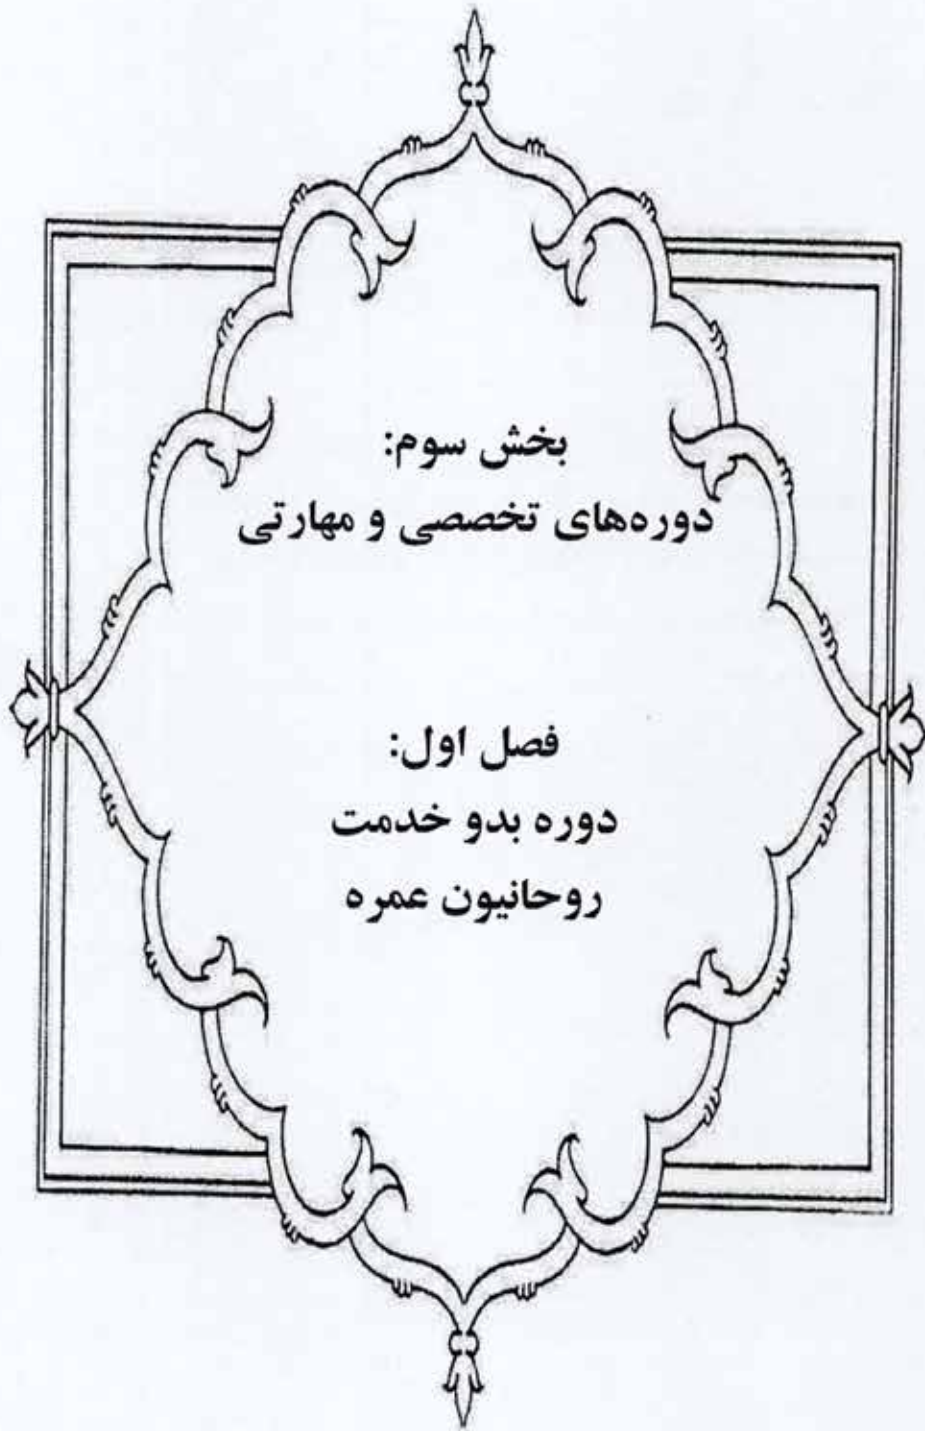 بخش سوم:
دوره‌های تخصصی و مهارتی
فصل اول:
دوره بدو خدمت
روحانیون عمره